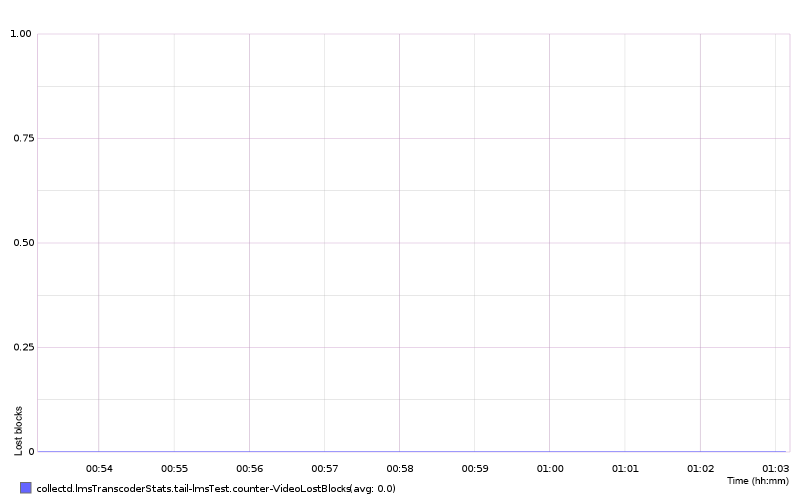 1.00
0.75
0.50
0.25
Lost blocks
0
00:54 00:55 00:56 00:57 00:58 00:59 01:00 01:01 01:02 01:03
Time (hh:mm)
collectd.lmsTranscoderStats.tail-lmsTest.counter-VideoLostBlocks(avg: 0.0)